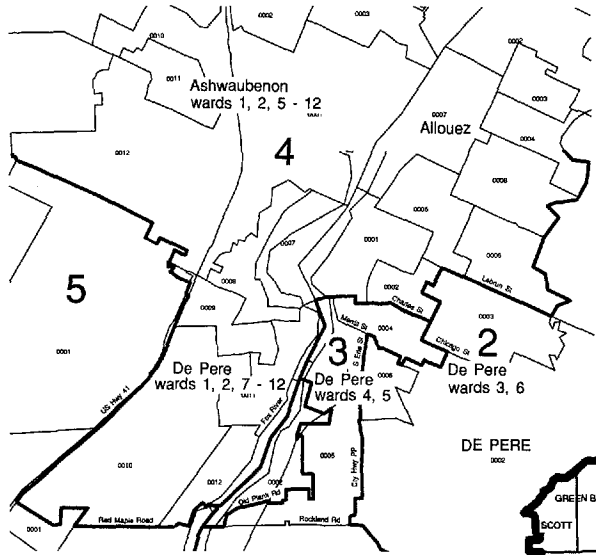 0002
0003
0010
0002
0011
Ashwaubenon
wards 1, 2, 5 - 12
0003
0007
Allouez
0004
0012
4
0008
0005
0007
0001
0006
5
0008
0002
Lebrun St
Charles St
0009
0003
Merrill St
0004
Chicago St
2
0001
3
S Erie St
De Pere
wards 1, 2, 7 - 12
0011
De Pere
wards 4, 5
0006
De Pere
wards 3, 6
US Hwy 41
Fox River
DE PERE
0002
0005
0010
Cty Hwy PP
0012
0002
Old Plank Rd
GREEN B
0001
Red Maple Road
Rockland Rd
SCOTT